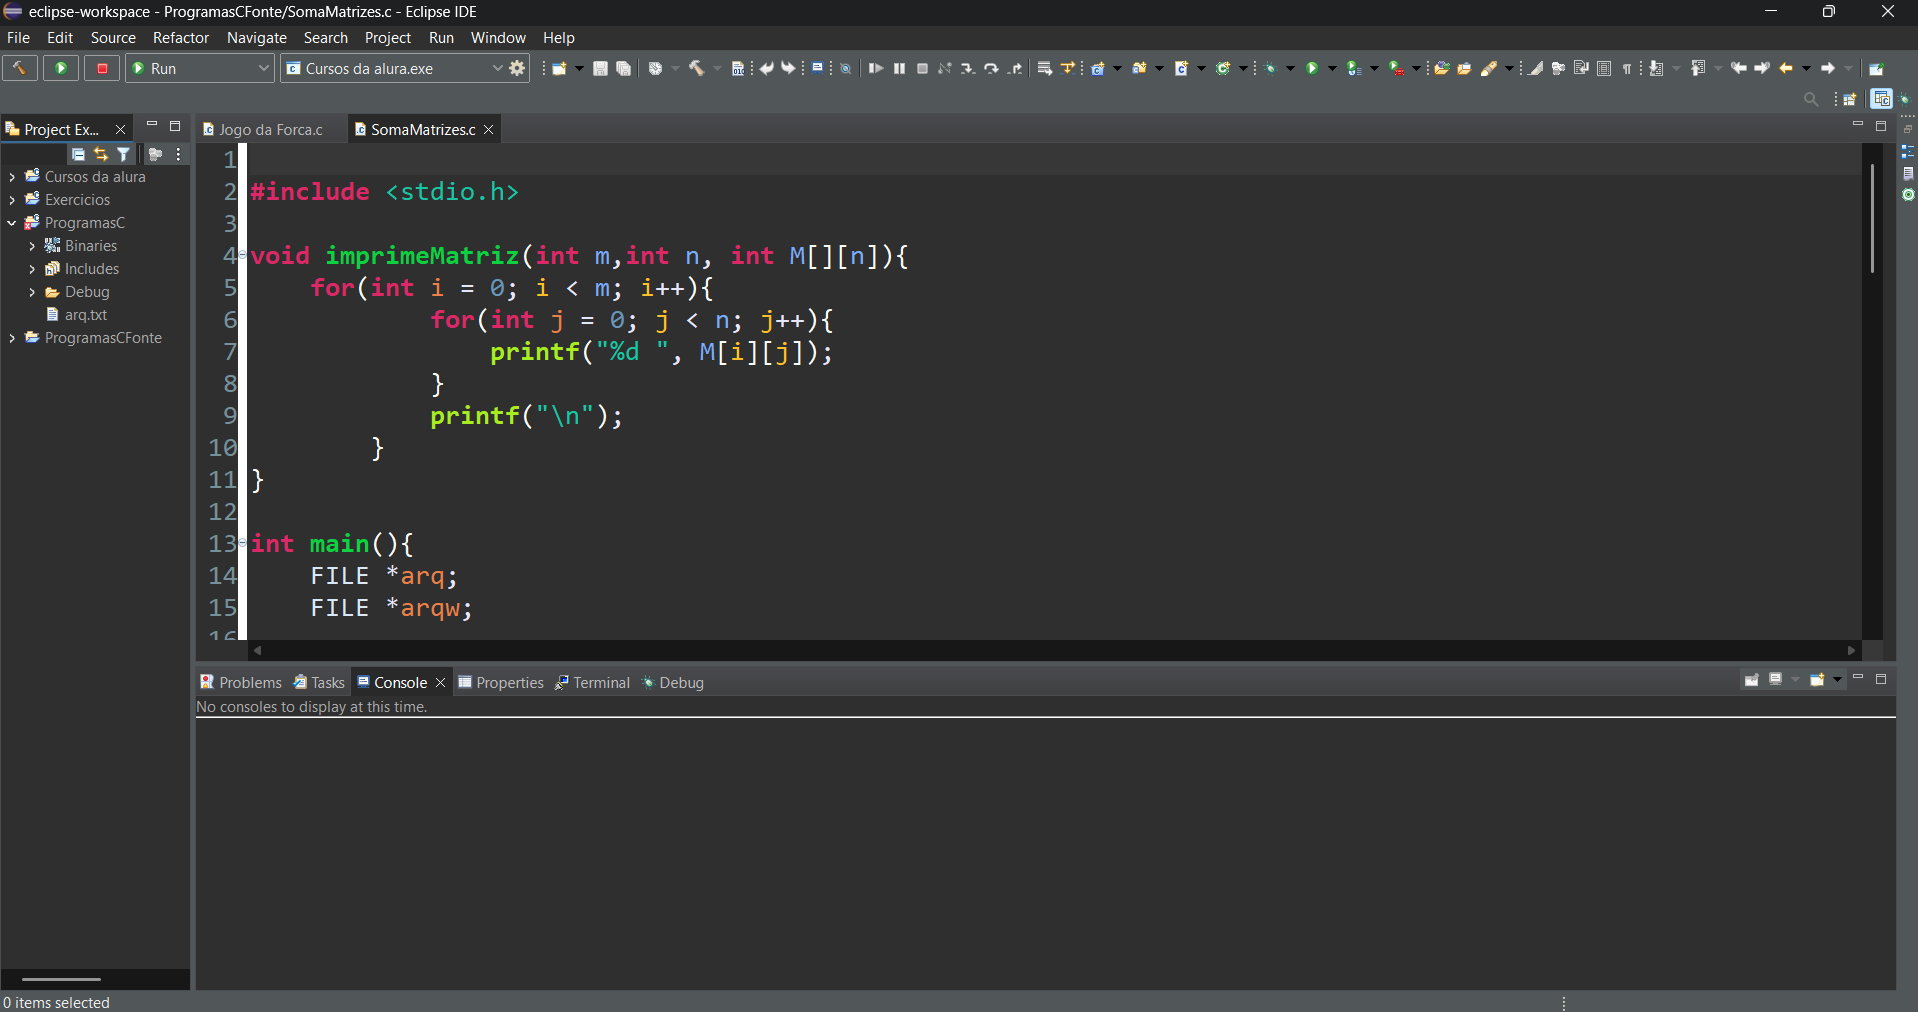 eclipse-workspace - ProgramasCFonte/SomaMatrizes.c - Eclipse IDE
File Edit Source Refactor Navigate Search Project Run Window Help
Run Cursos da alura.exe
Project Ex...
Cursos da alura
Exercicios
ProgramasC
Binaries
Includes
Debug
arq.txt
ProgramasCFonte
Jogo da Forca.c SomaMatrizes.c
1
2 #include <stdio.h>
3
4 void imprimeMatriz(int m,int n, int M[][n]){
5 for(int i = 0; i < m; i++){
6 for(int j = 0; j < n; j++){
7 printf("%d ", M[i][j]);
8 }
9 printf("\n");
10 }
11 }
12
13 int main(){
14 FILE *arq;
15 FILE *arqw;
16
Problems Tasks Console Properties Terminal Debug
No consoles to display at this time.
0 items selected